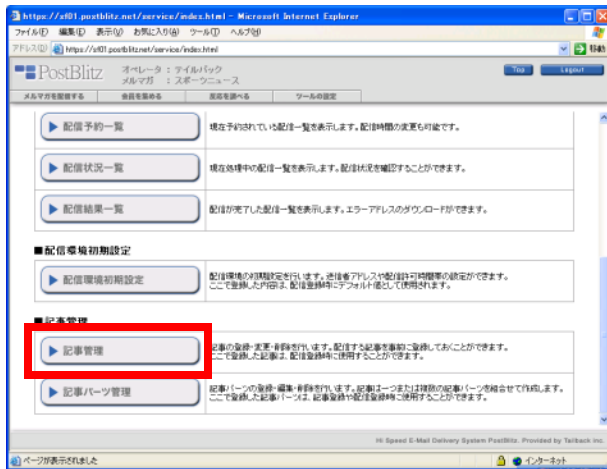 https://sf01.postblitz.net/service/index.html - Microsoft Internet Explorer
ファイル(F) 編集(E) 表示(V) お気に入り(A) ツール(T) ヘルプ(H)
アドレス(D) https://sf01.postblitz.net/service/index.html 移動
PostBlitz オペレータ：テイルバック Top Logout
メルマガ ：スポーツニュース
メルマガを配信する 会員を集める 反応を調べる ツールの設定
配信予約一覧 現在予約されている配信一覧を表示します。配信時間の変更も可能です。
配信状況一覧 現在処理中の配信一覧を表示します。配信状況を確認することができます。
配信結果一覧 配信が完了した配信一覧を表示します。エラーアドレスのダウンロードができます。
■配信環境初期設定
配信環境初期設定 配信環境の初期設定を行います。送信者アドレスや配信許可時間帯の設定ができます。
ここで登録した内容は、配信登録時にデフォルト値として使用されます。
■記事管理
記事管理 記事の登録・変更・削除を行います。配信する記事を事前に登録しておくことができます。
ここで登録した記事は、配信登録時に使用することができます。
記事パーツ管理 記事パーツの登録・編集・削除を行います。記事は一つまたは複数の記事パーツを組合せて作成します。
ここで登録した記事パーツは、記事登録や配信登録時に使用することができます。
Hi Speed E-Mail Delivery System PostBlitz. Provided by Tailback Inc.
ページが表示されました インターネット